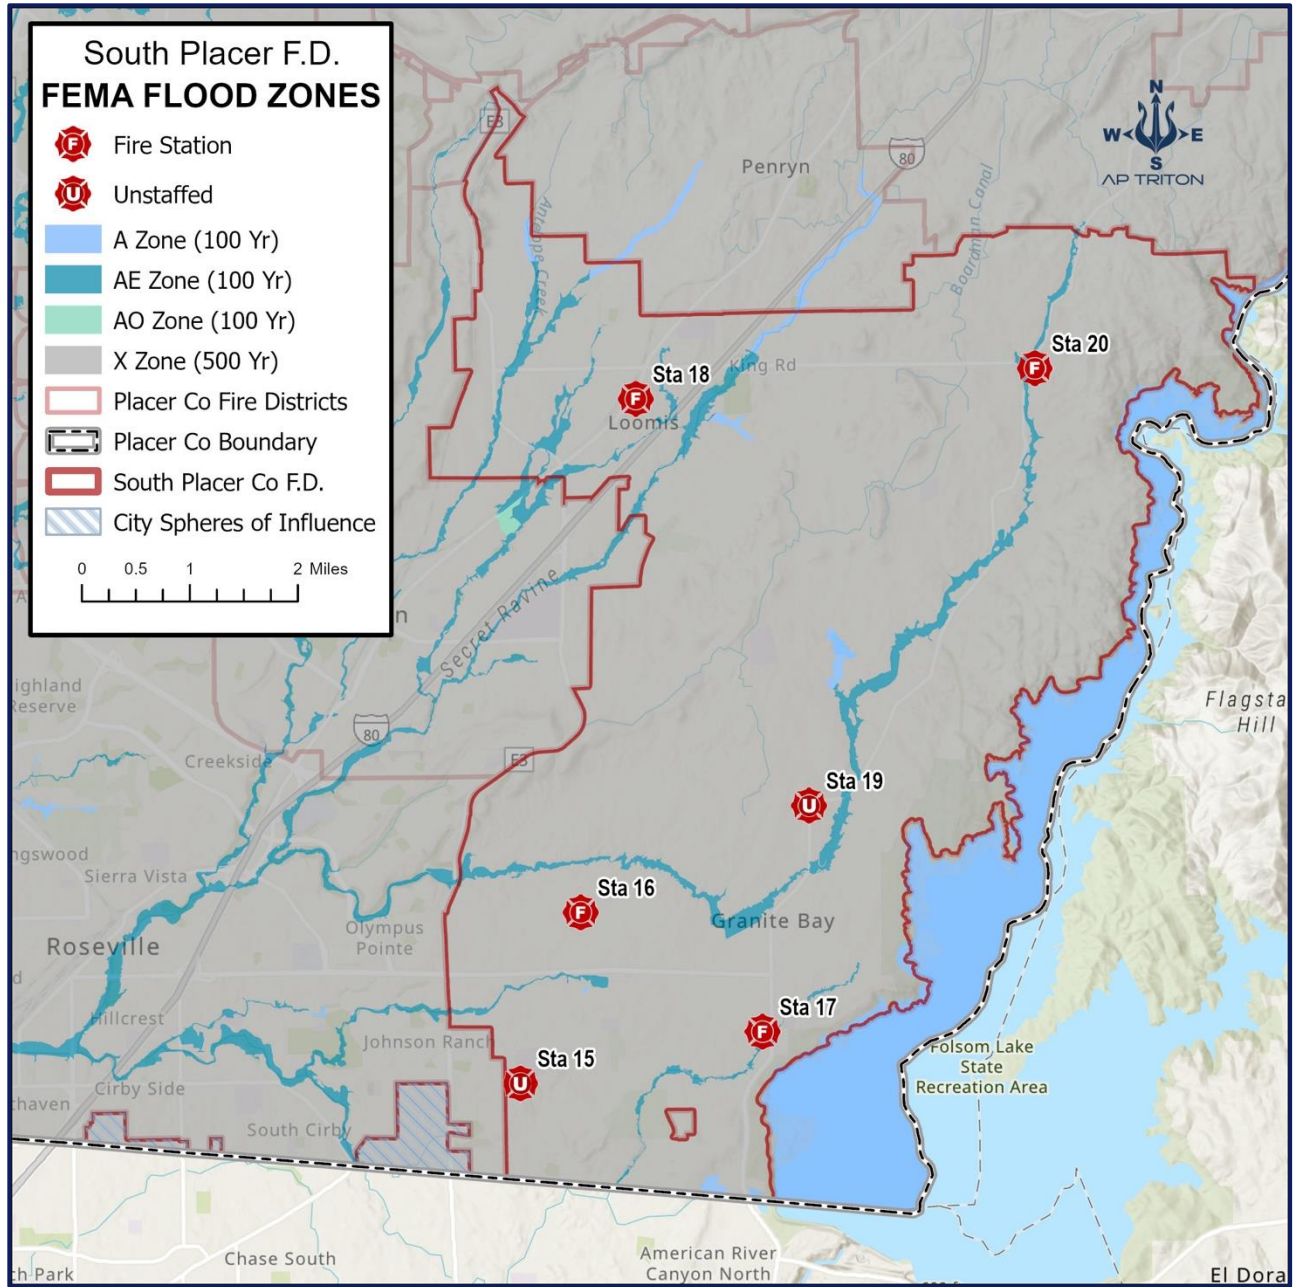 South Placer F.D.
FEMA FLOOD ZONES
F Fire Station
U Unstaffed
A Zone (100 Yr)
AE Zone (100 Yr)
AO Zone (100 Yr)
X Zone (500 Yr)
Placer Co Fire Districts
Placer Co Boundary
South Placer Co F.D.
City Spheres of Influence
0 0.5 1 2 Miles
N
W E
S
AP TRITON
E3
80
Penryn
Antelope Creek
Boardman Canal
Sta 20
F
King Rd
Sta 18
F
Loomis
n
Secret Ravine
ighland
Reserve
Flagsta
Hill
80
E3
Creekside
Sta 19
U
ngswood
Sierra Vista
Sta 16
F
Granite Bay
Olympus
Pointe
Roseville
d
Hillcrest
Sta 17
F
Johnson Ranch
Sta 15
U
Folsom Lake
State
Recreation Area
Cirby Side
haven
South Cirby
Chase South
American River
Canyon North
ch Park
El Dora